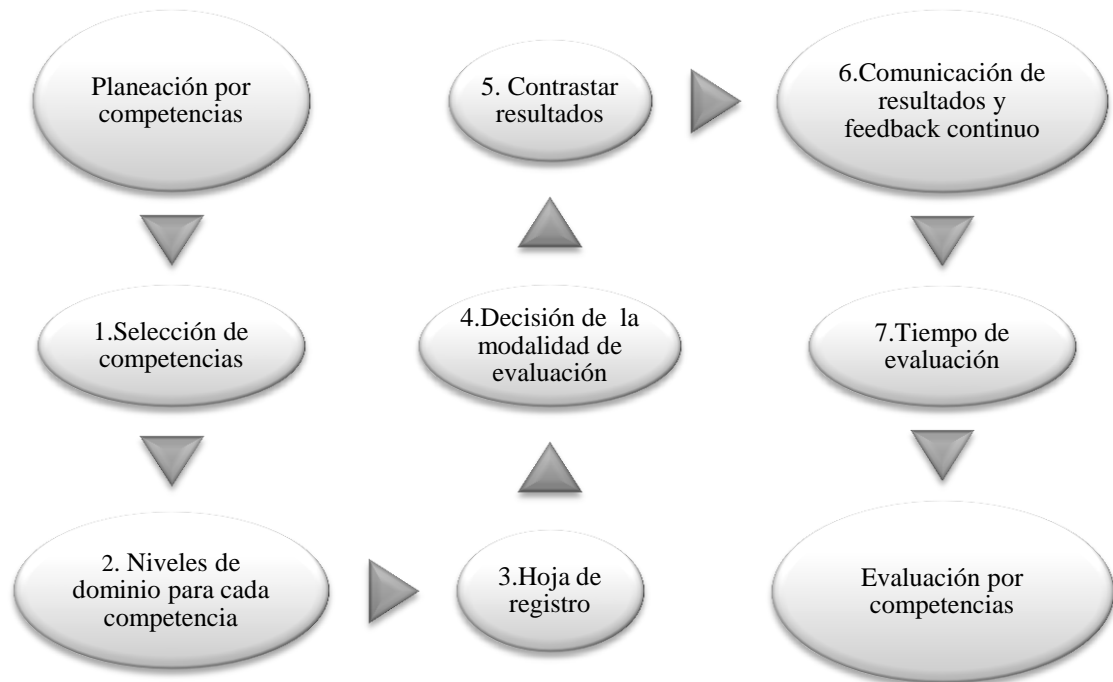 Planeación por
competencias
1.Selección de
competencias
2. Niveles de
dominio para cada
competencia
3.Hoja de
registro
4.Decisión de la
modalidad de
evaluación
5. Contrastar
resultados
6.Comunicación de
resultados y
feedback continuo
7.Tiempo de
evaluación
Evaluación por
competencias